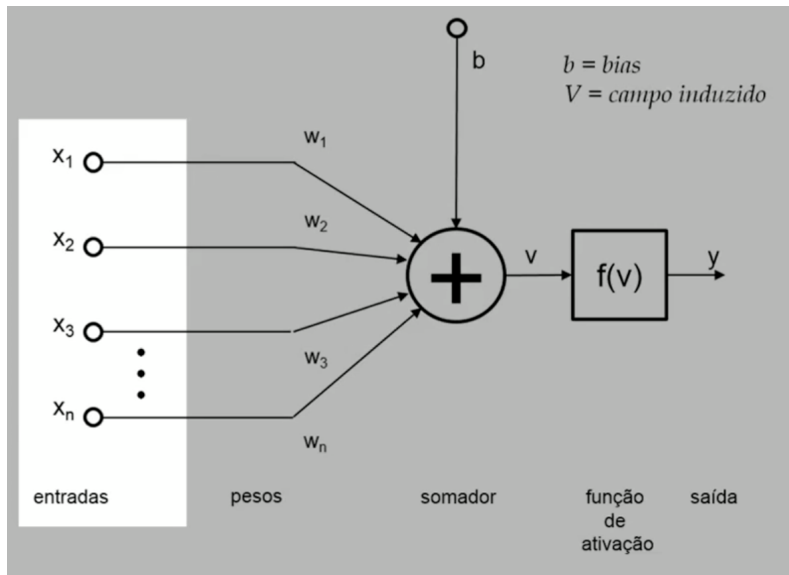 b
b = bias
V = campo induzido
x1
w1
x2
w2
v
f(v)
y
x3
w3
xn
wn
entradas
pesos
somador
função
de
ativação
saída